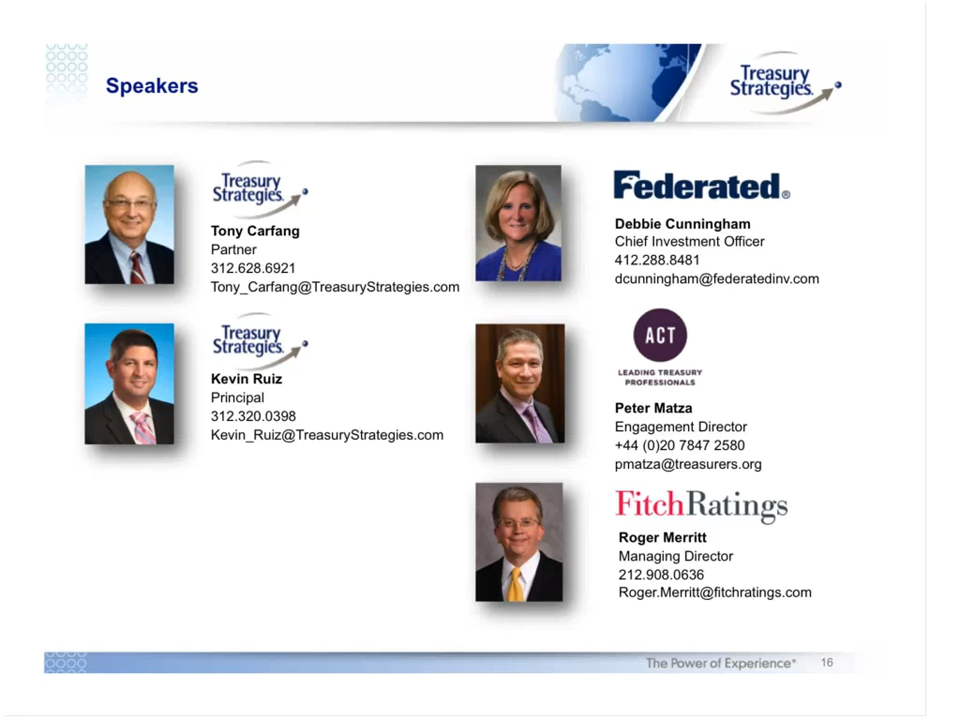 Speakers
Treasury
Strategies.
Treasury
Strategies.
Tony Carfang
Partner
312.628.6921
Tony_Carfang@TreasuryStrategies.com
Federated®
Debbie Cunningham
Chief Investment Officer
412.288.8481
dcunningham@federatedinv.com
Treasury
Strategies.
Kevin Ruiz
Principal
312.320.0398
Kevin_Ruiz@TreasuryStrategies.com
ACT
LEADING TREASURY
PROFESSIONALS
Peter Matza
Engagement Director
+44 (0)20 7847 2580
pmatza@treasurers.org
FitchRatings
Roger Merritt
Managing Director
212.908.0636
Roger.Merritt@fitchratings.com
The Power of Experience®
16